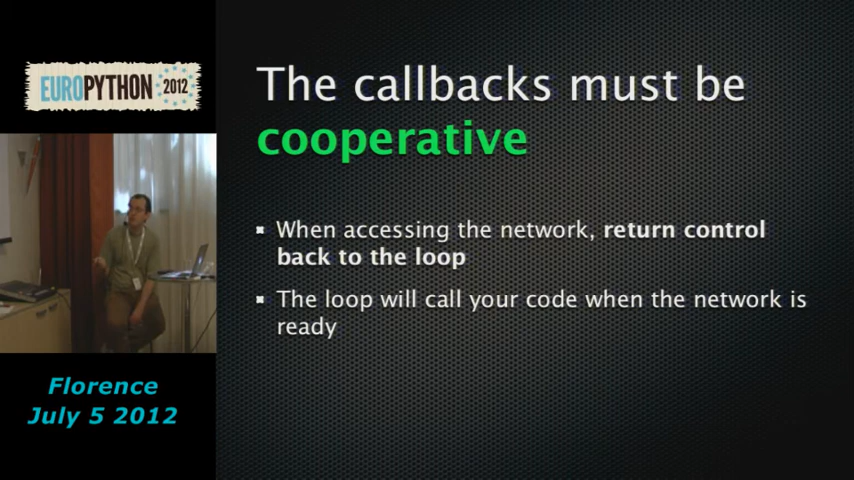 EUROPYTHON 2012
The callbacks must be
cooperative
When accessing the network, return control
back to the loop
The loop will call your code when the network is
ready
Florence
July 5 2012